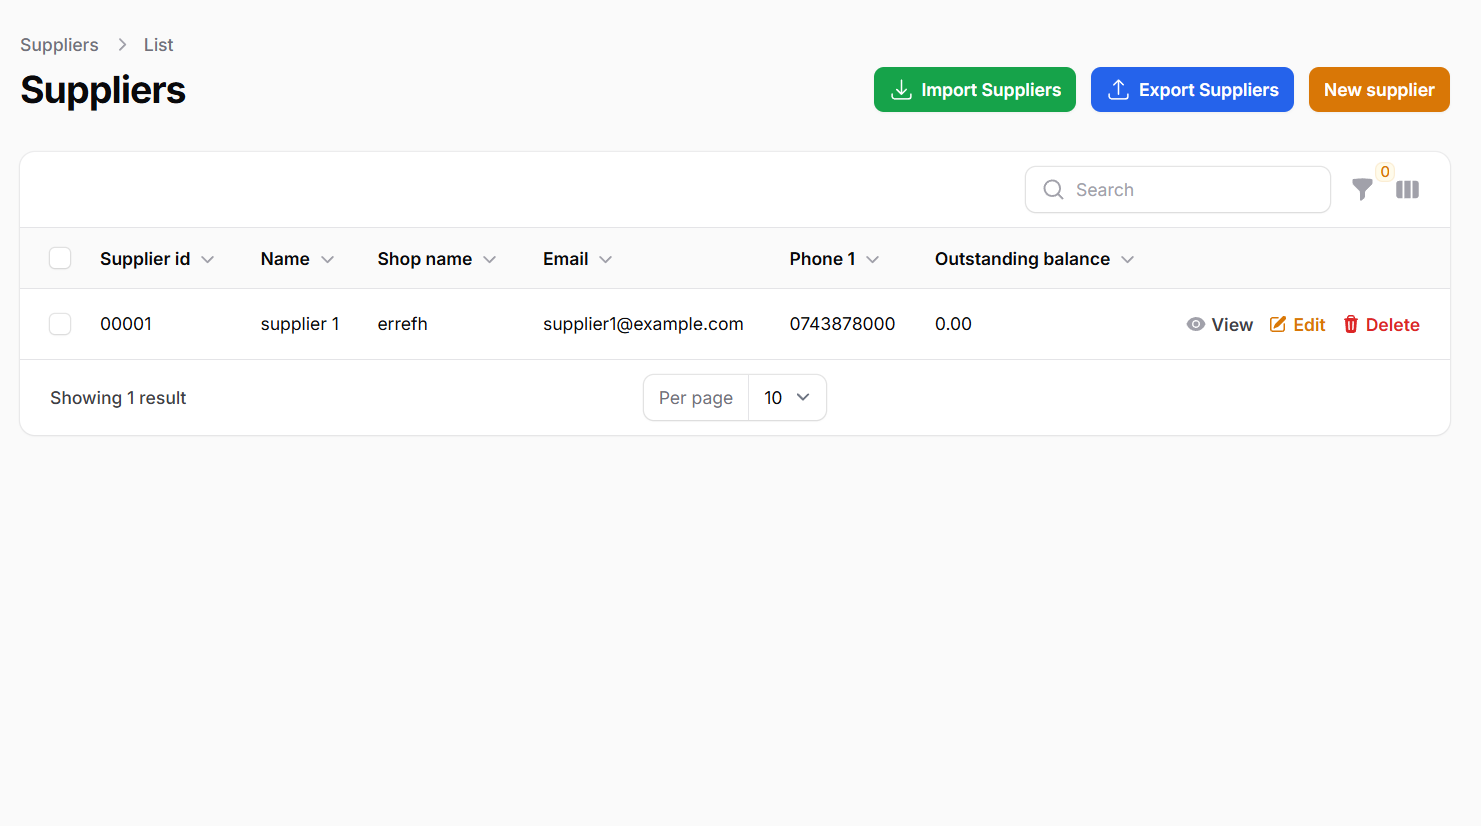 Suppliers > List
Suppliers
Import Suppliers Export Suppliers New supplier
Search 0
Supplier id Name Shop name Email Phone 1 Outstanding balance
00001 supplier 1 errefh supplier1@example.com 0743878000 0.00 View Edit Delete
Showing 1 result Per page 10